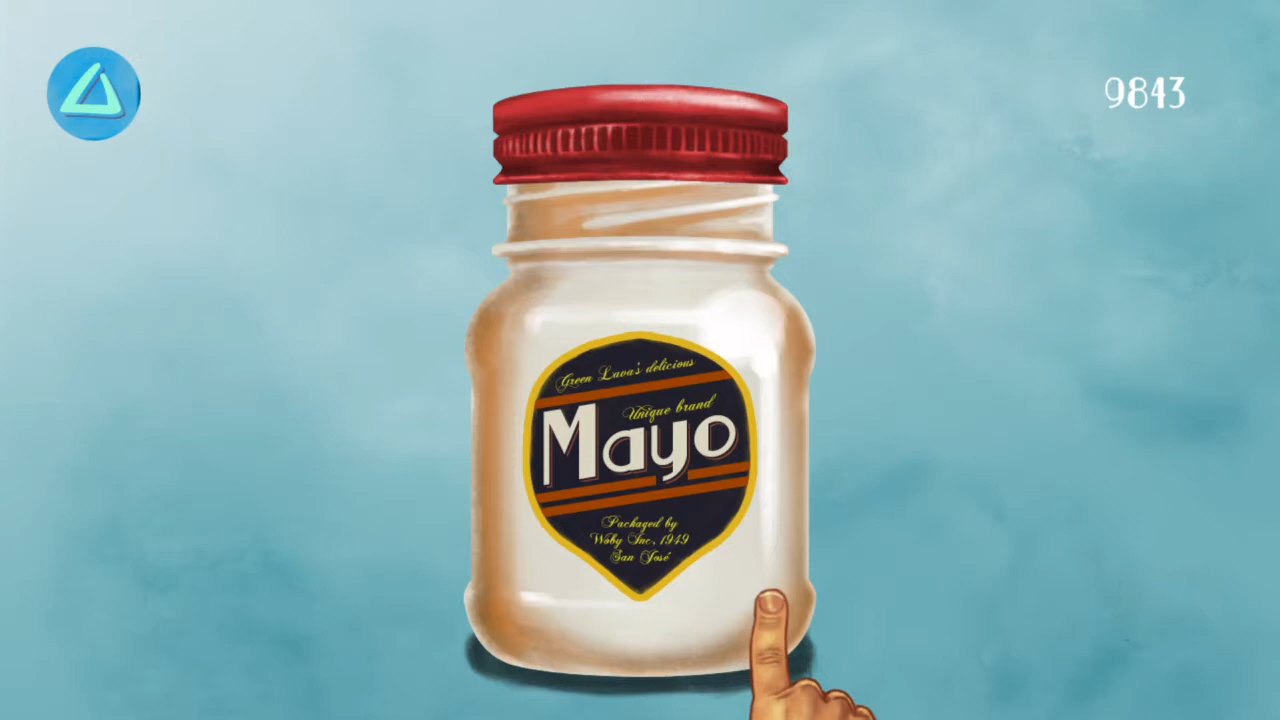 9843
Green Lava's delicious
Unique brand
Mayo
Packaged by
Woby Inc, 1949
San José